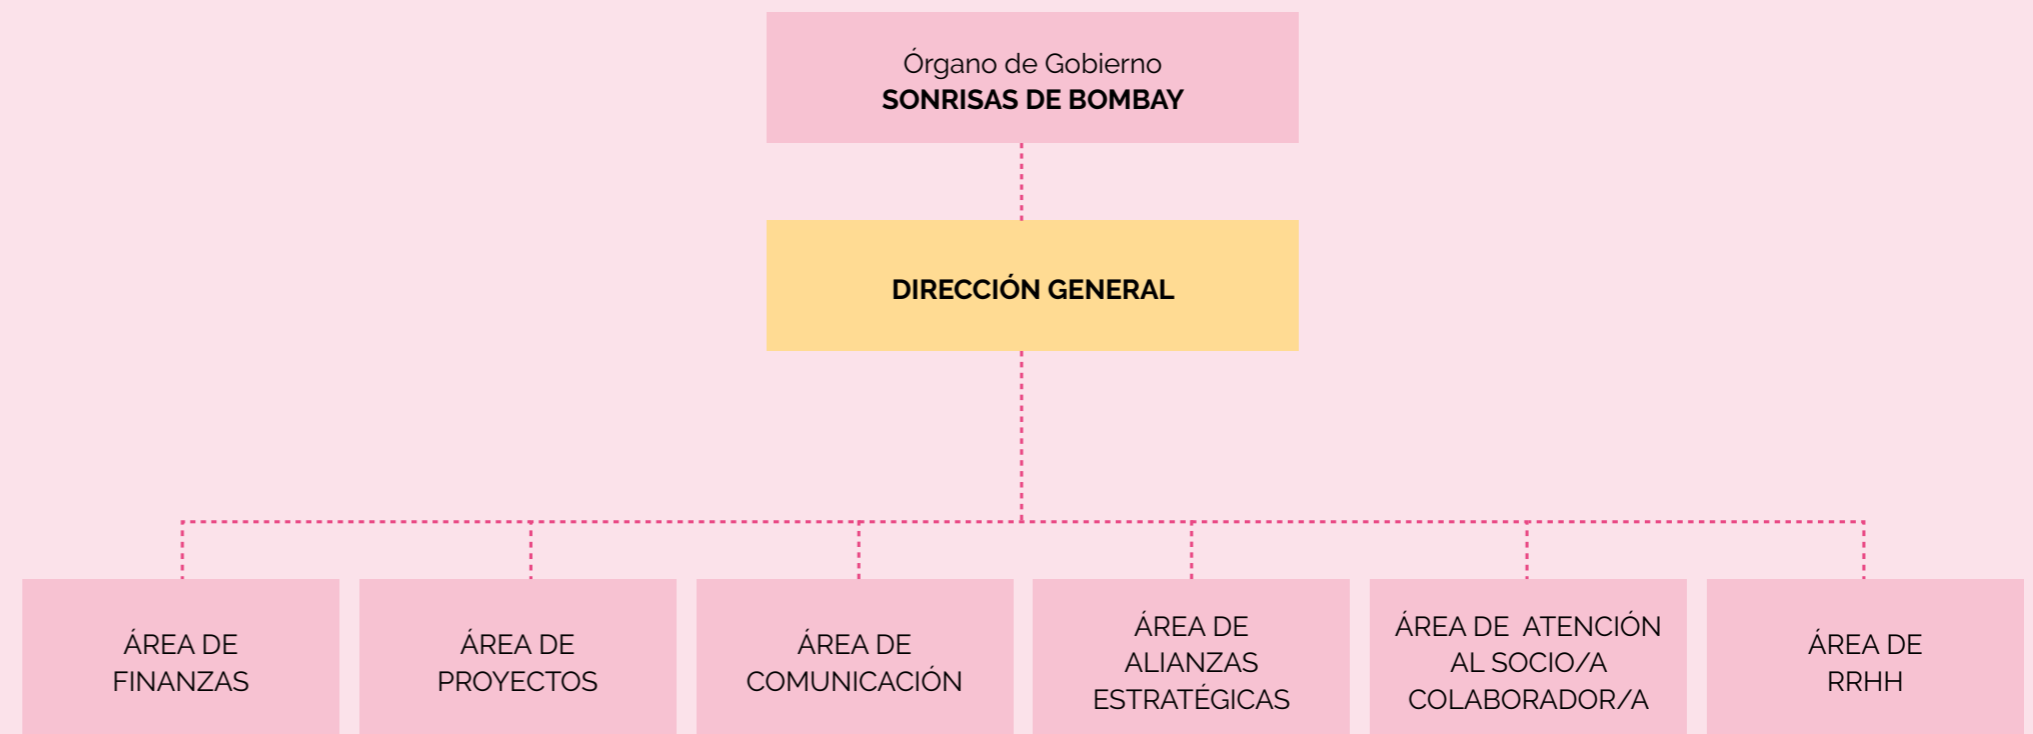 Órgano de Gobierno
SONRISAS DE BOMBAY
DIRECCIÓN GENERAL
ÁREA DE
FINANZAS
ÁREA DE
PROYECTOS
ÁREA DE
COMUNICACIÓN
ÁREA DE
ALIANZAS
ESTRATÉGICAS
ÁREA DE ATENCIÓN
AL SOCIO/A
COLABORADOR/A
ÁREA DE
RRHH